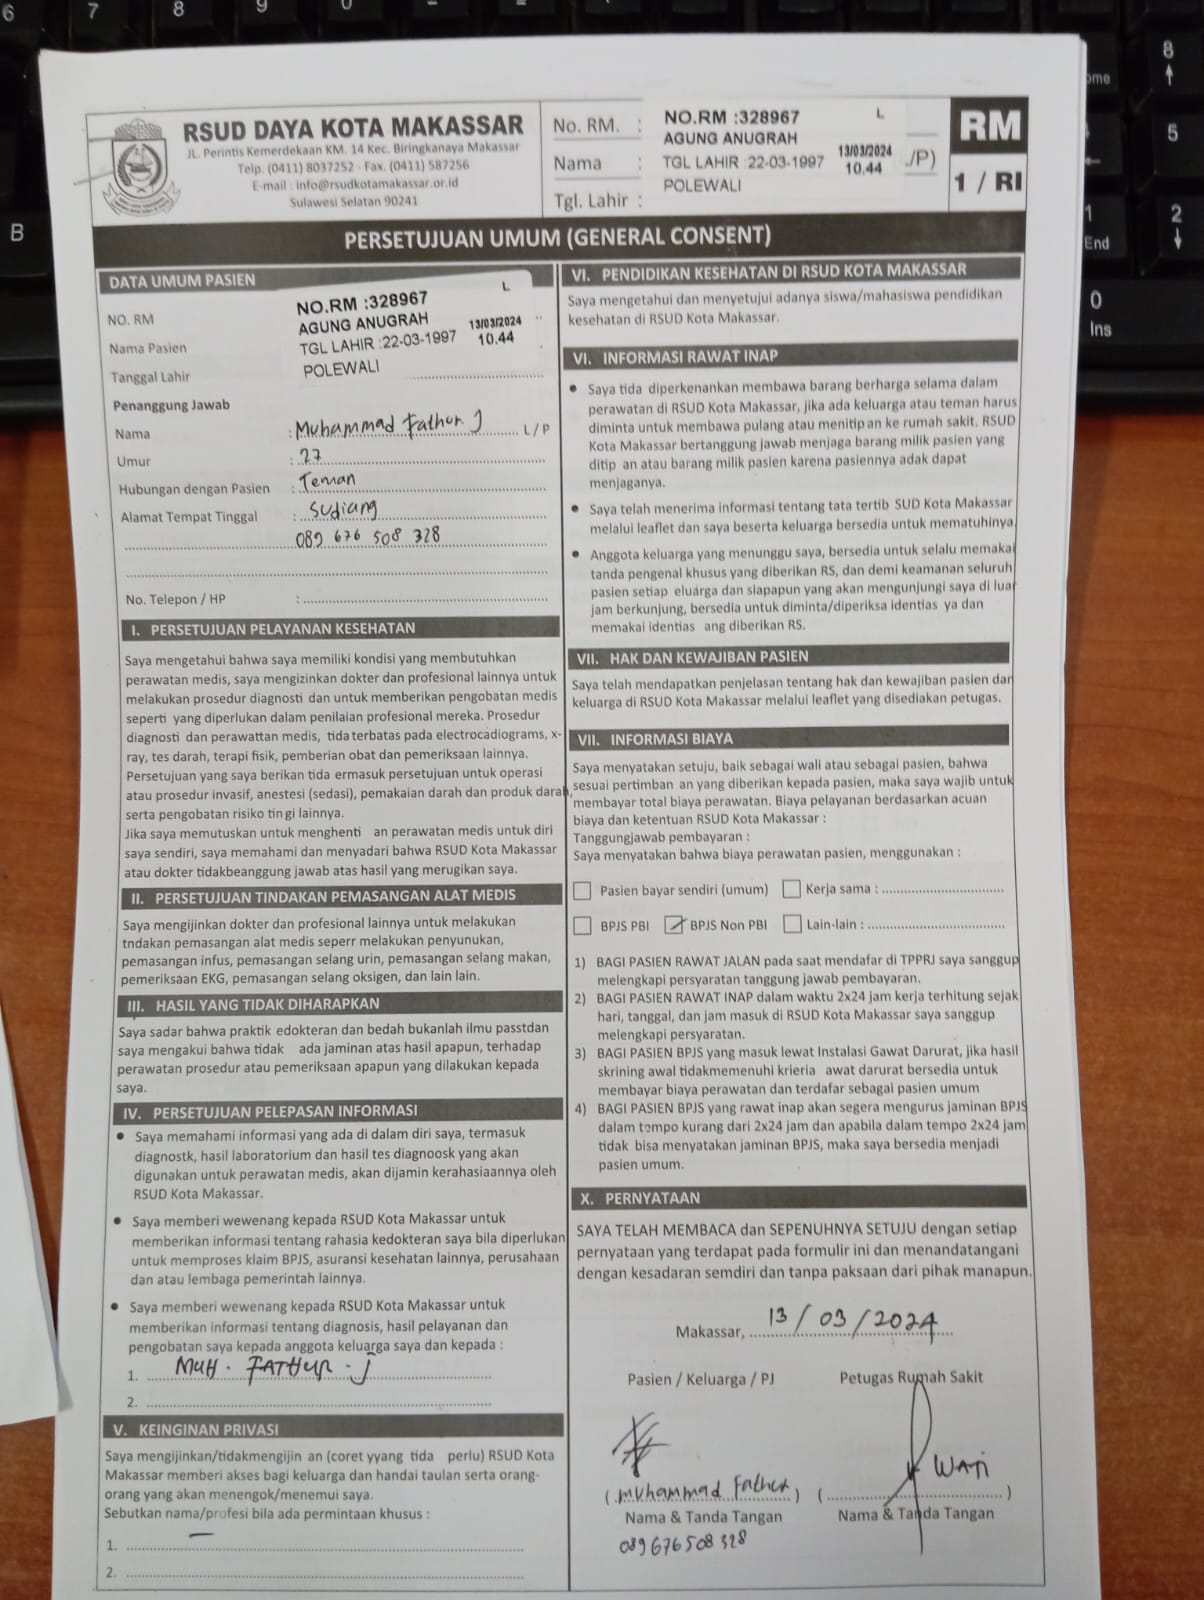 RSUD DAYA KOTA MAKASSAR
JL. Perintis Kemerdekaan KM. 14 Kec. Biringkanaya Makassar
Telp. (0411) 8037252 - Fax. (0411) 587256
E-mail : info@rsudkotamakassar.or.id
Sulawesi Selatan 90241
No. RM. :
Nama :
Tgl. Lahir :
NO.RM :328967 L
AGUNG ANUGRAH
TGL LAHIR :22-03-1997 13/03/2024
POLEWALI 10.44
/P)
RM
1 / RI
PERSETUJUAN UMUM (GENERAL CONSENT)
DATA UMUM PASIEN
NO. RM
Nama Pasien
Tanggal Lahir
NO.RM :328967 L
AGUNG ANUGRAH 13/03/2024
TGL LAHIR :22-03-1997 10.44
POLEWALI
Penanggung Jawab
Nama : Muhammad Fathur J L / P
Umur : 27
Hubungan dengan Pasien : Teman
Alamat Tempat Tinggal : Sudiang
089 676 508 328
No. Telepon / HP :
I. PERSETUJUAN PELAYANAN KESEHATAN
Saya mengetahui bahwa saya memiliki kondisi yang membutuhkan
perawatan medis, saya mengizinkan dokter dan profesional lainnya untuk
melakukan prosedur diagnosti dan untuk memberikan pengobatan medis
seperti yang diperlukan dalam penilaian profesional mereka. Prosedur
diagnosti dan perawattan medis, tida terbatas pada electrocadiograms, x-
ray, tes darah, terapi fisik, pemberian obat dan pemeriksaan lainnya.
Persetujuan yang saya berikan tida ermasuk persetujuan untuk operasi
atau prosedur invasif, anestesi (sedasi), pemakaian darah dan produk darah,
serta pengobatan risiko tin gi lainnya.
Jika saya memutuskan untuk menghenti an perawatan medis untuk diri
saya sendiri, saya memahami dan menyadari bahwa RSUD Kota Makassar
atau dokter tidakbeanggung jawab atas hasil yang merugikan saya.
II. PERSETUJUAN TINDAKAN PEMASANGAN ALAT MEDIS
Saya mengijinkan dokter dan profesional lainnya untuk melakukan
tndakan pemasangan alat medis seperr melakukan penyunukan,
pemasangan infus, pemasangan selang urin, pemasangan selang makan,
pemeriksaan EKG, pemasangan selang oksigen, dan lain lain.
III. HASIL YANG TIDAK DIHARAPKAN
Saya sadar bahwa praktik edokteran dan bedah bukanlah ilmu passtdan
saya mengakui bahwa tidak ada jaminan atas hasil apapun, terhadap
perawatan prosedur atau pemeriksaan apapun yang dilakukan kepada
saya.
IV. PERSETUJUAN PELEPASAN INFORMASI
• Saya memahami informasi yang ada di dalam diri saya, termasuk
diagnostk, hasil laboratorium dan hasil tes diagnoosk yang akan
digunakan untuk perawatan medis, akan dijamin kerahasiaannya oleh
RSUD Kota Makassar.
• Saya memberi wewenang kepada RSUD Kota Makassar untuk
memberikan informasi tentang rahasia kedokteran saya bila diperlukan
untuk memproses klaim BPJS, asuransi kesehatan lainnya, perusahaan
dan atau lembaga pemerintah lainnya.
• Saya memberi wewenang kepada RSUD Kota Makassar untuk
memberikan informasi tentang diagnosis, hasil pelayanan dan
pengobatan saya kepada anggota keluarga saya dan kepada :
1. MUH. FATHUR. J
2.
V. KEINGINAN PRIVASI
Saya mengijinkan/tidakmengijin an (coret yyang tida perlu) RSUD Kota
Makassar memberi akses bagi keluarga dan handai taulan serta orang-
orang yang akan menengok/menemui saya.
Sebutkan nama/profesi bila ada permintaan khusus :
1. —
2.
VI. PENDIDIKAN KESEHATAN DI RSUD KOTA MAKASSAR
Saya mengetahui dan menyetujui adanya siswa/mahasiswa pendidikan
kesehatan di RSUD Kota Makassar.
VI. INFORMASI RAWAT INAP
• Saya tida diperkenankan membawa barang berharga selama dalam
perawatan di RSUD Kota Makassar, jika ada keluarga atau teman harus
diminta untuk membawa pulang atau menitip an ke rumah sakit. RSUD
Kota Makassar bertanggung jawab menjaga barang milik pasien yang
ditip an atau barang milik pasien karena pasiennya adak dapat
menjaganya.
• Saya telah menerima informasi tentang tata tertib SUD Kota Makassar
melalui leaflet dan saya beserta keluarga bersedia untuk mematuhinya.
• Anggota keluarga yang menunggu saya, bersedia untuk selalu memakai
tanda pengenal khusus yang diberikan RS, dan demi keamanan seluruh
pasien setiap eluarga dan siapapun yang akan mengunjungi saya di luar
jam berkunjung, bersedia untuk diminta/diperiksa identias ya dan
memakai identias ang diberikan RS.
VII. HAK DAN KEWAJIBAN PASIEN
Saya telah mendapatkan penjelasan tentang hak dan kewajiban pasien dan
keluarga di RSUD Kota Makassar melalui leaflet yang disediakan petugas.
VII. INFORMASI BIAYA
Saya menyatakan setuju, baik sebagai wali atau sebagai pasien, bahwa
sesuai pertimban an yang diberikan kepada pasien, maka saya wajib untuk
membayar total biaya perawatan. Biaya pelayanan berdasarkan acuan
biaya dan ketentuan RSUD Kota Makassar :
Tanggungjawab pembayaran :
Saya menyatakan bahwa biaya perawatan pasien, menggunakan :
Pasien bayar sendiri (umum) Kerja sama :
BPJS PBI BPJS Non PBI Lain-lain :
1) BAGI PASIEN RAWAT JALAN pada saat mendafar di TPPRJ saya sanggup
melengkapi persyaratan tanggung jawab pembayaran.
2) BAGI PASIEN RAWAT INAP dalam waktu 2x24 jam kerja terhitung sejak
hari, tanggal, dan jam masuk di RSUD Kota Makassar saya sanggup
melengkapi persyaratan.
3) BAGI PASIEN BPJS yang masuk lewat Instalasi Gawat Darurat, jika hasil
skrining awal tidakmemenuhi krieria awat darurat bersedia untuk
membayar biaya perawatan dan terdafar sebagai pasien umum
4) BAGI PASIEN BPJS yang rawat inap akan segera mengurus jaminan BPJS
dalam tempo kurang dari 2x24 jam dan apabila dalam tempo 2x24 jam
tidak bisa menyatakan jaminan BPJS, maka saya bersedia menjadi
pasien umum.
X. PERNYATAAN
SAYA TELAH MEMBACA dan SEPENUHNYA SETUJU dengan setiap
pernyataan yang terdapat pada formulir ini dan menandatangani
dengan kesadaran semdiri dan tanpa paksaan dari pihak manapun.
Makassar, 13 / 03 / 2024
Pasien / Keluarga / PJ Petugas Rumah Sakit
(Muhammad Fathur) (WATI)
Nama & Tanda Tangan Nama & Tanda Tangan
089676508328
6 7 8 9 0
B
8
5
1 End
2
0 Ins